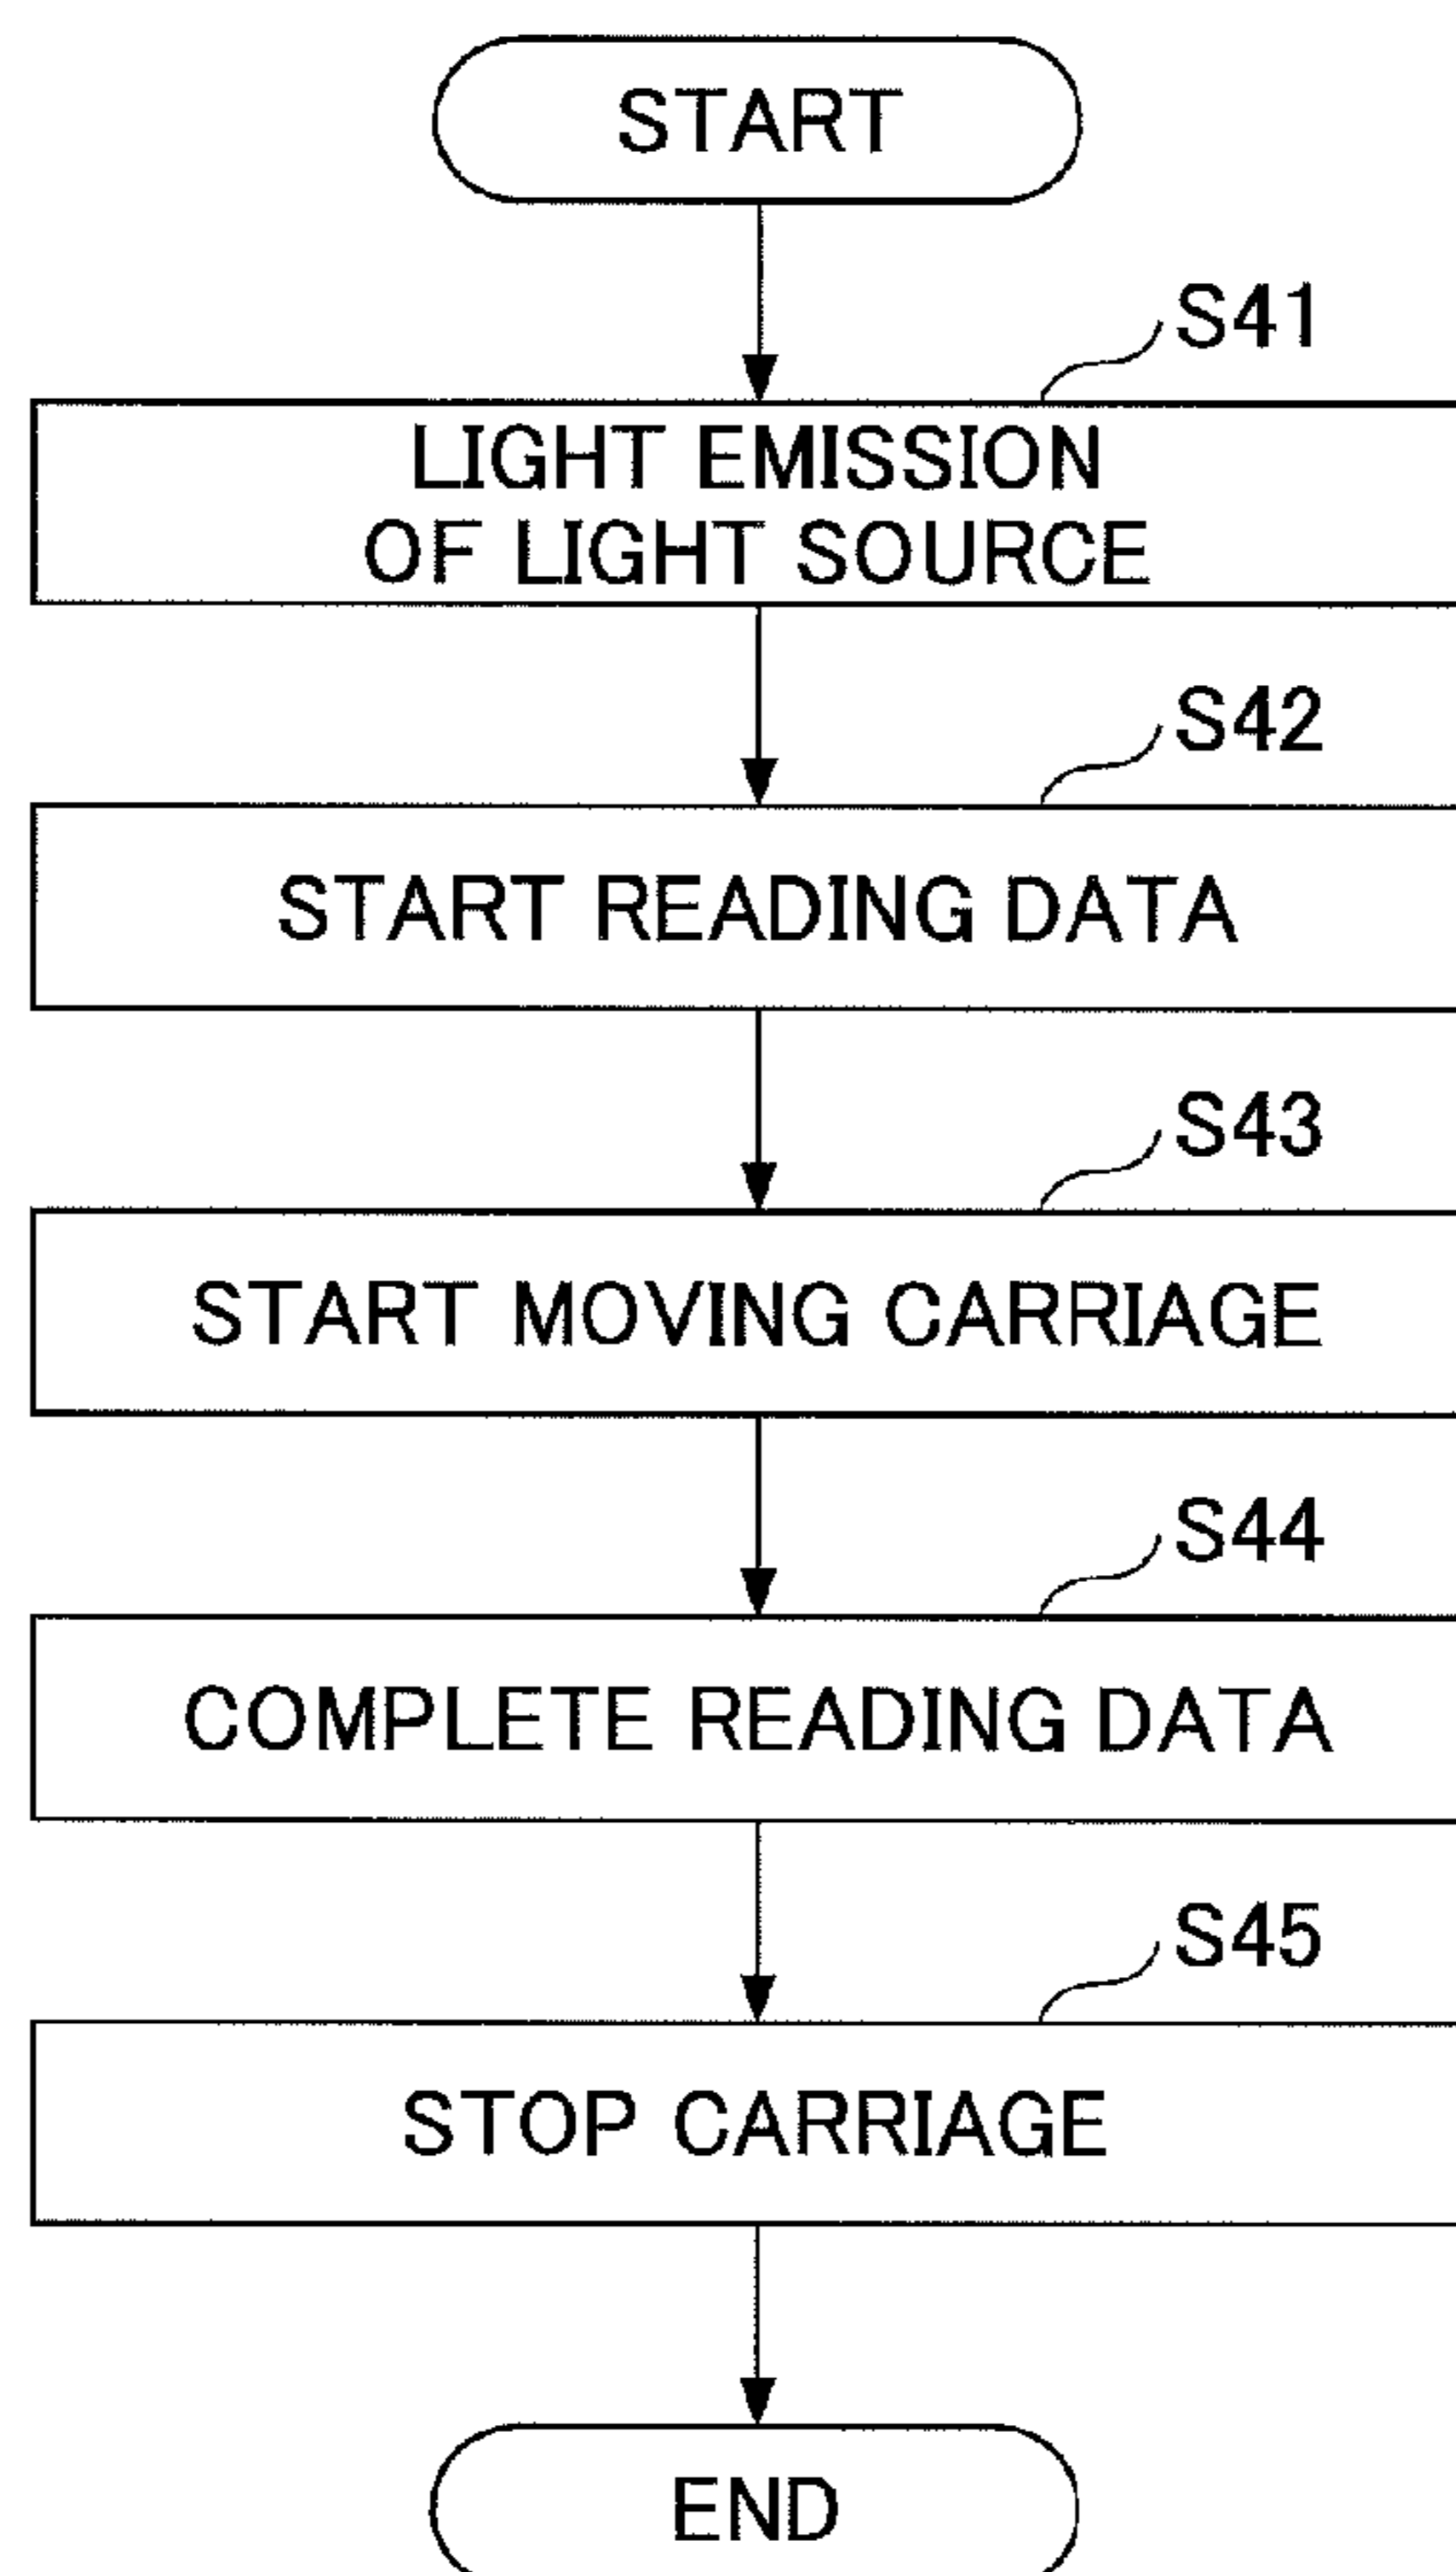 START
S41
LIGHT EMISSION
OF LIGHT SOURCE
S42
START READING DATA
S43
START MOVING CARRIAGE
S44
COMPLETE READING DATA
S45
STOP CARRIAGE
END